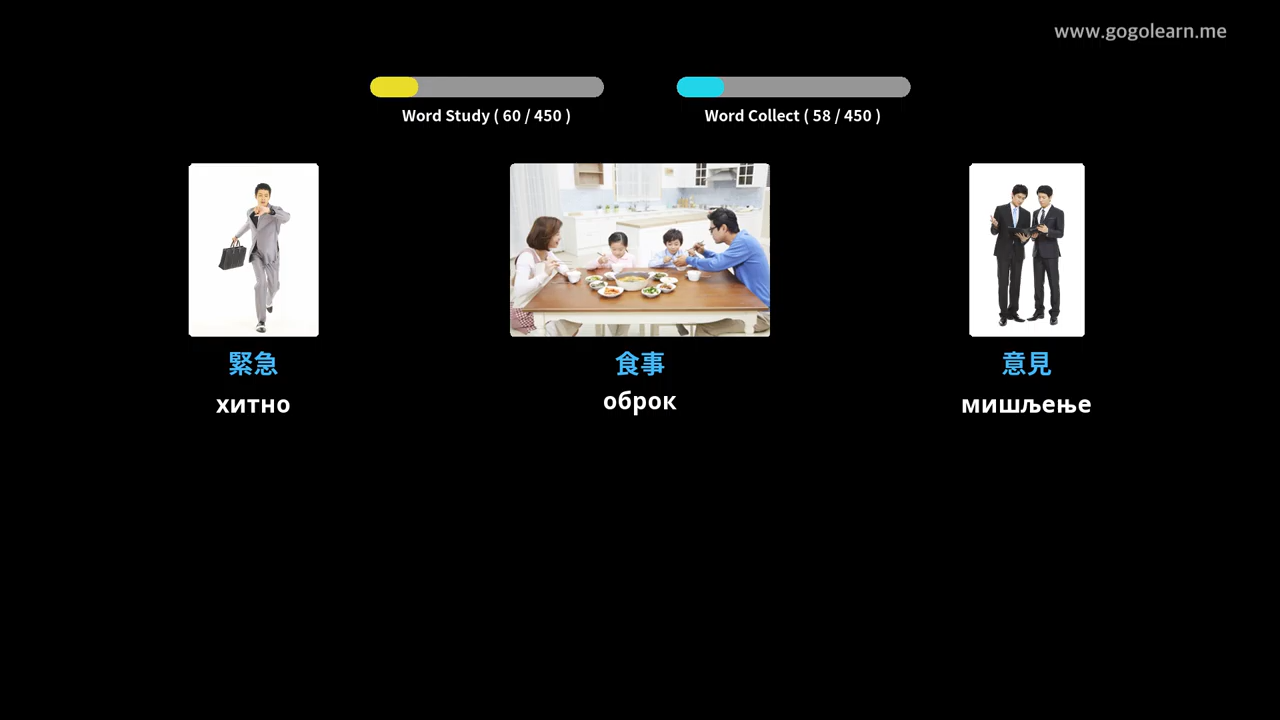 www.gogolearn.me
Word Study ( 60 / 450 )
Word Collect ( 58 / 450 )
緊急
食事
意見
хитно
оброк
мишљење